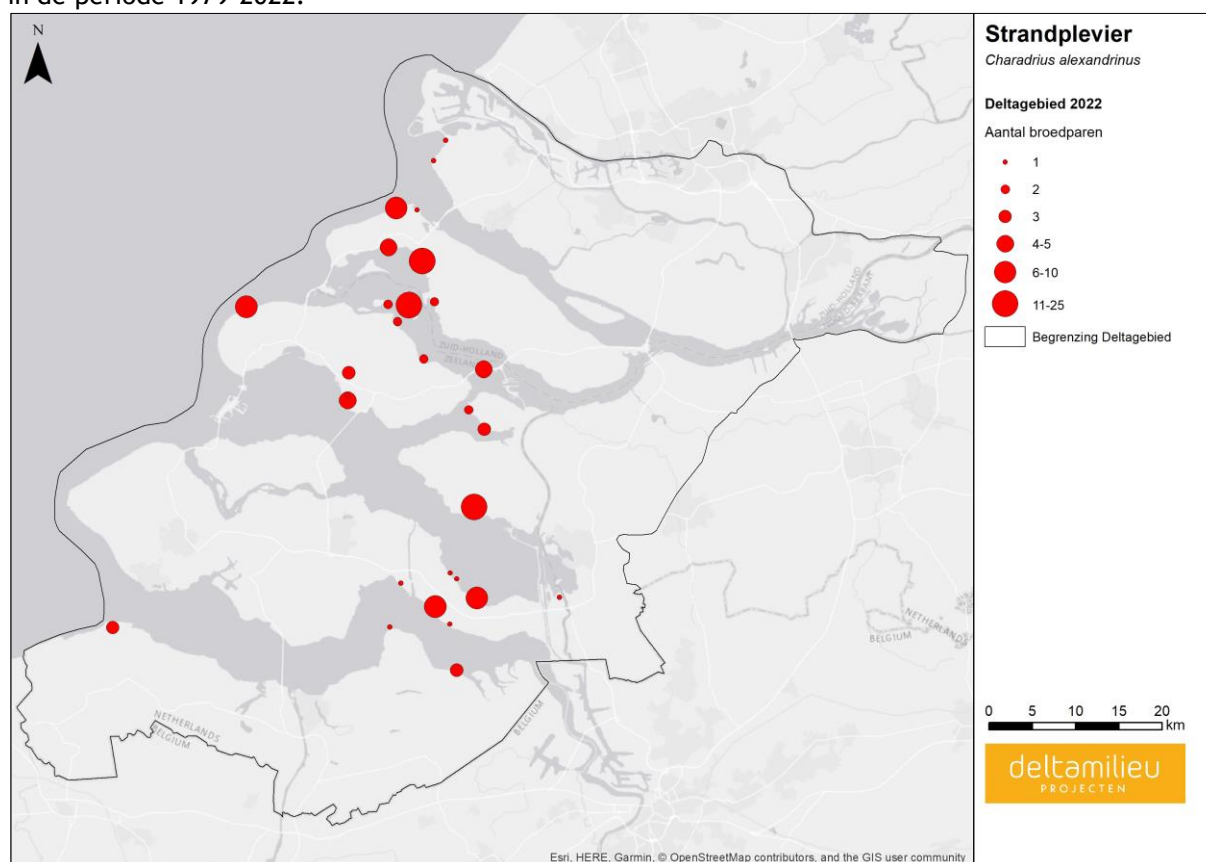 in de periode 1979-2022.
N
ZUID-HOLLAND
ZEELAND
ZUID-HOLLAND
NETHERLANDS
BELGIUM
BELGIUM
NETHERLANDS
BELGIUM
Esri, HERE, Garmin, © OpenStreetMap contributors, and the GIS user community
Strandplevier
Charadrius alexandrinus
Deltagebied 2022
Aantal broedparen
1
2
3
4-5
6-10
11-25
Begrenzing Deltagebied
0 5 10 15 20
km
deltamilieu
PROJECTEN